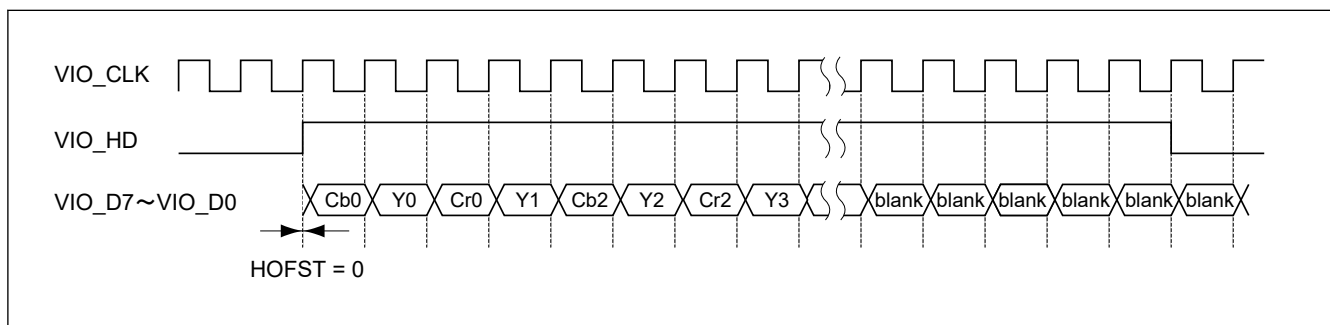 VIO_CLK
VIO_HD
VIO_D7～VIO_D0 Cb0 Y0 Cr0 Y1 Cb2 Y2 Cr2 Y3 blank blank blank blank blank blank
HOFST = 0